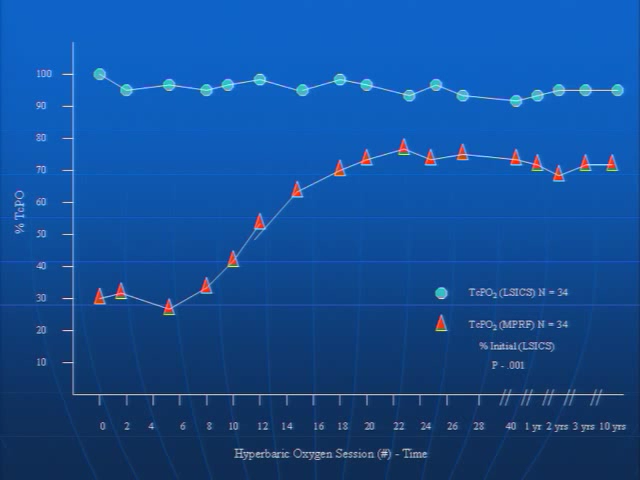 100
90
80
70
60
50
40
30
20
10
% TcPO
TcPO2 (LSICS) N = 34
TcPO2 (MPRF) N = 34
% Initial (LSICS)
P - .001
0 2 4 6 8 10 12 14 16 18 20 22 24 26 28 40 1 yr 2 yrs 3 yrs 10 yrs
Hyperbaric Oxygen Session (#) - Time